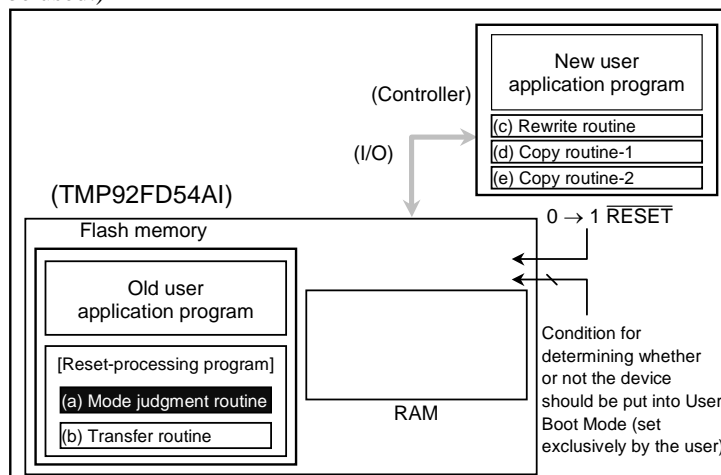 New user
application program
(Controller)
(c) Rewrite routine
(d) Copy routine-1
(e) Copy routine-2
(I/O)
(TMP92FD54AI)
0 → 1 RESET
Flash memory
Old user
application program
[Reset-processing program]
(a) Mode judgment routine
(b) Transfer routine
RAM
Condition for
determining whether
or not the device
should be put into User
Boot Mode (set
exclusively by the user)